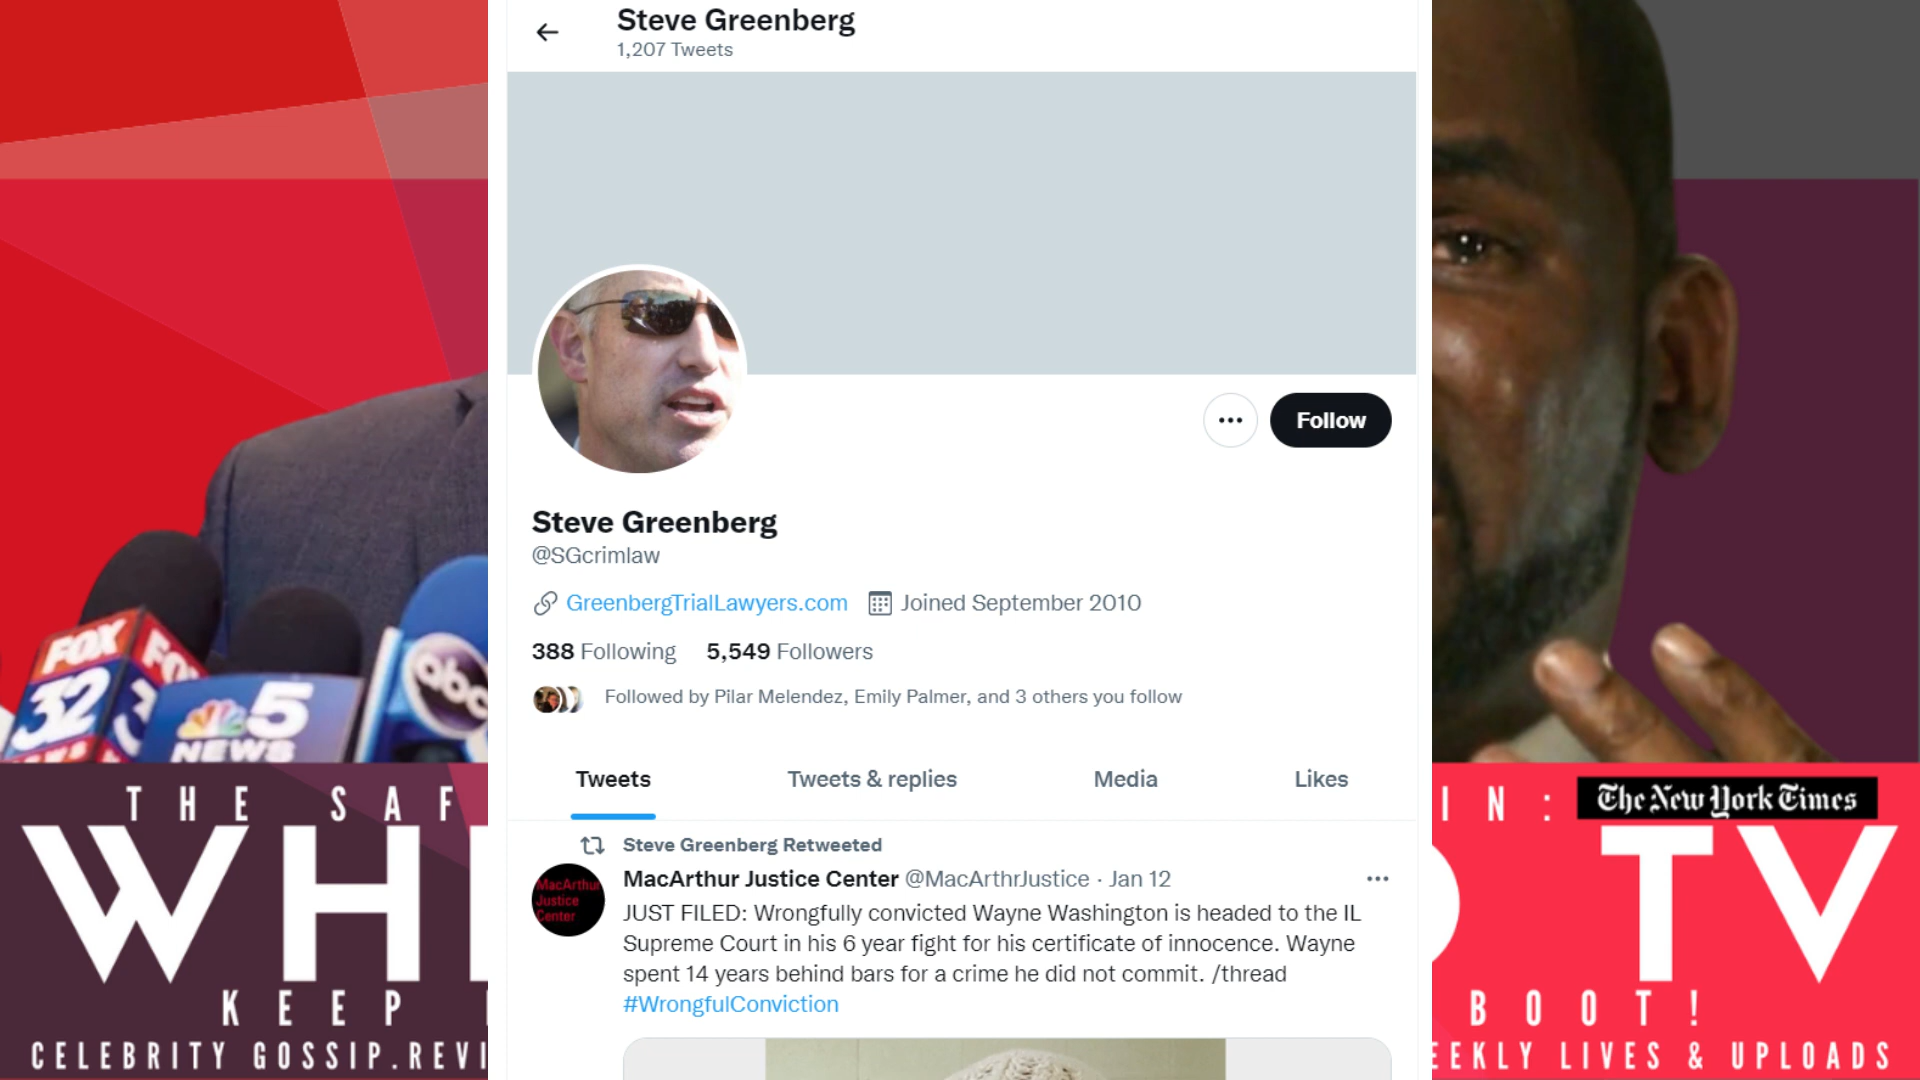 Steve Greenberg
1,207 Tweets
Follow
Steve Greenberg
@SGcrimlaw
GreenbergTrialLawyers.com Joined September 2010
388 Following 5,549 Followers
Followed by Pilar Melendez, Emily Palmer, and 3 others you follow
Tweets Tweets & replies Media Likes
Steve Greenberg Retweeted
MacArthur Justice Center @MacArthrJustice · Jan 12
JUST FILED: Wrongfully convicted Wayne Washington is headed to the IL
Supreme Court in his 6 year fight for his certificate of innocence. Wayne
spent 14 years behind bars for a crime he did not commit. /thread
#WrongfulConviction
MacArthur
Justice
Center
FOX
32
5
NEWS
abc
THE SAF
WH
KEEP
CELEBRITY GOSSIP.REVI
IN: The New York Times
TV
BOOT!
EEKLY LIVES & UPLOADS